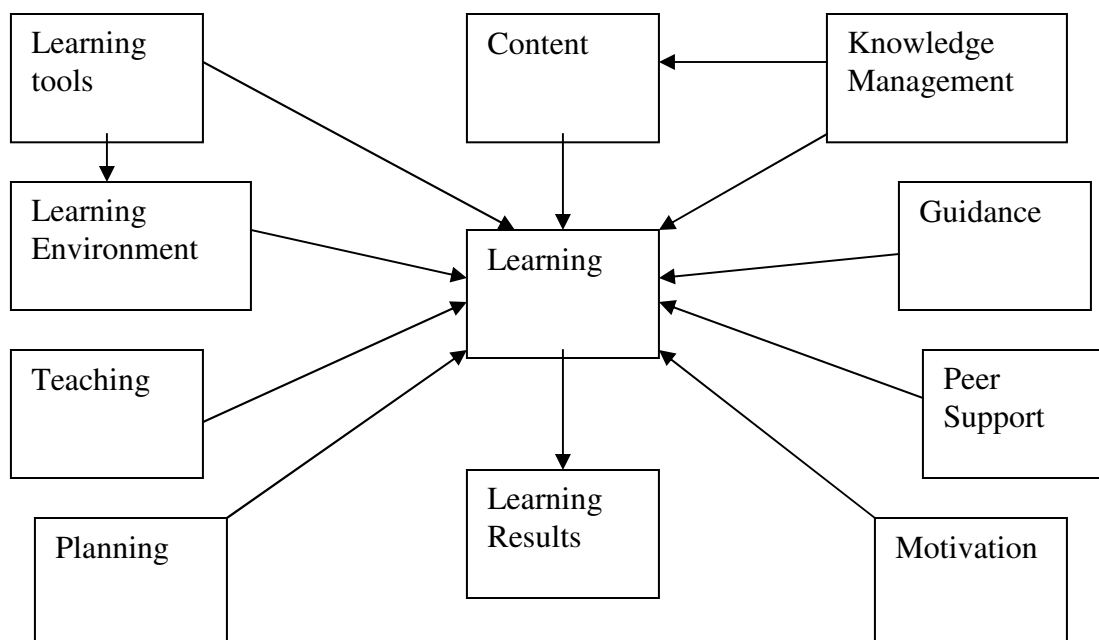 Learning
tools
Content
Knowledge
Management
Learning
Environment
Guidance
Learning
Teaching
Peer
Support
Learning
Results
Planning
Motivation